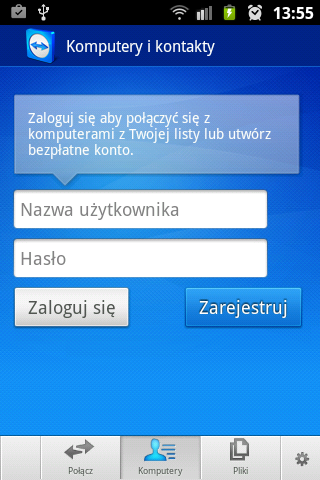 13:55
Komputery i kontakty
Zaloguj się aby połączyć się z
komputerami z Twojej listy lub utwórz
bezpłatne konto.
Nazwa użytkownika
Hasło
Zaloguj się
Zarejestruj
Połącz
Komputery
Pliki